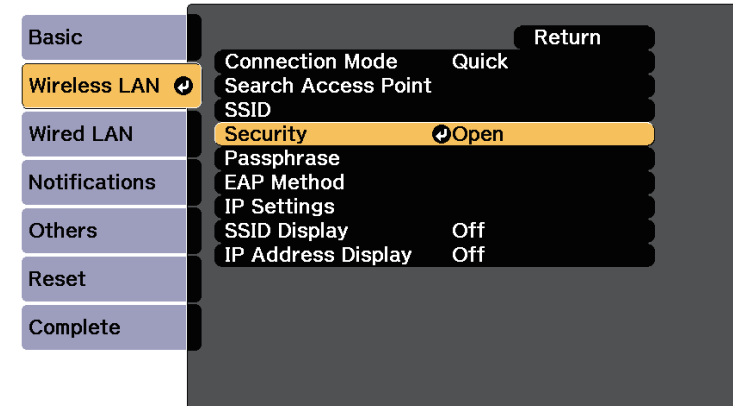 Basic
Wireless LAN
Wired LAN
Notifications
Others
Reset
Complete
Return
Connection Mode Quick
Search Access Point
SSID
Security Open
Passphrase
EAP Method
IP Settings
SSID Display Off
IP Address Display Off